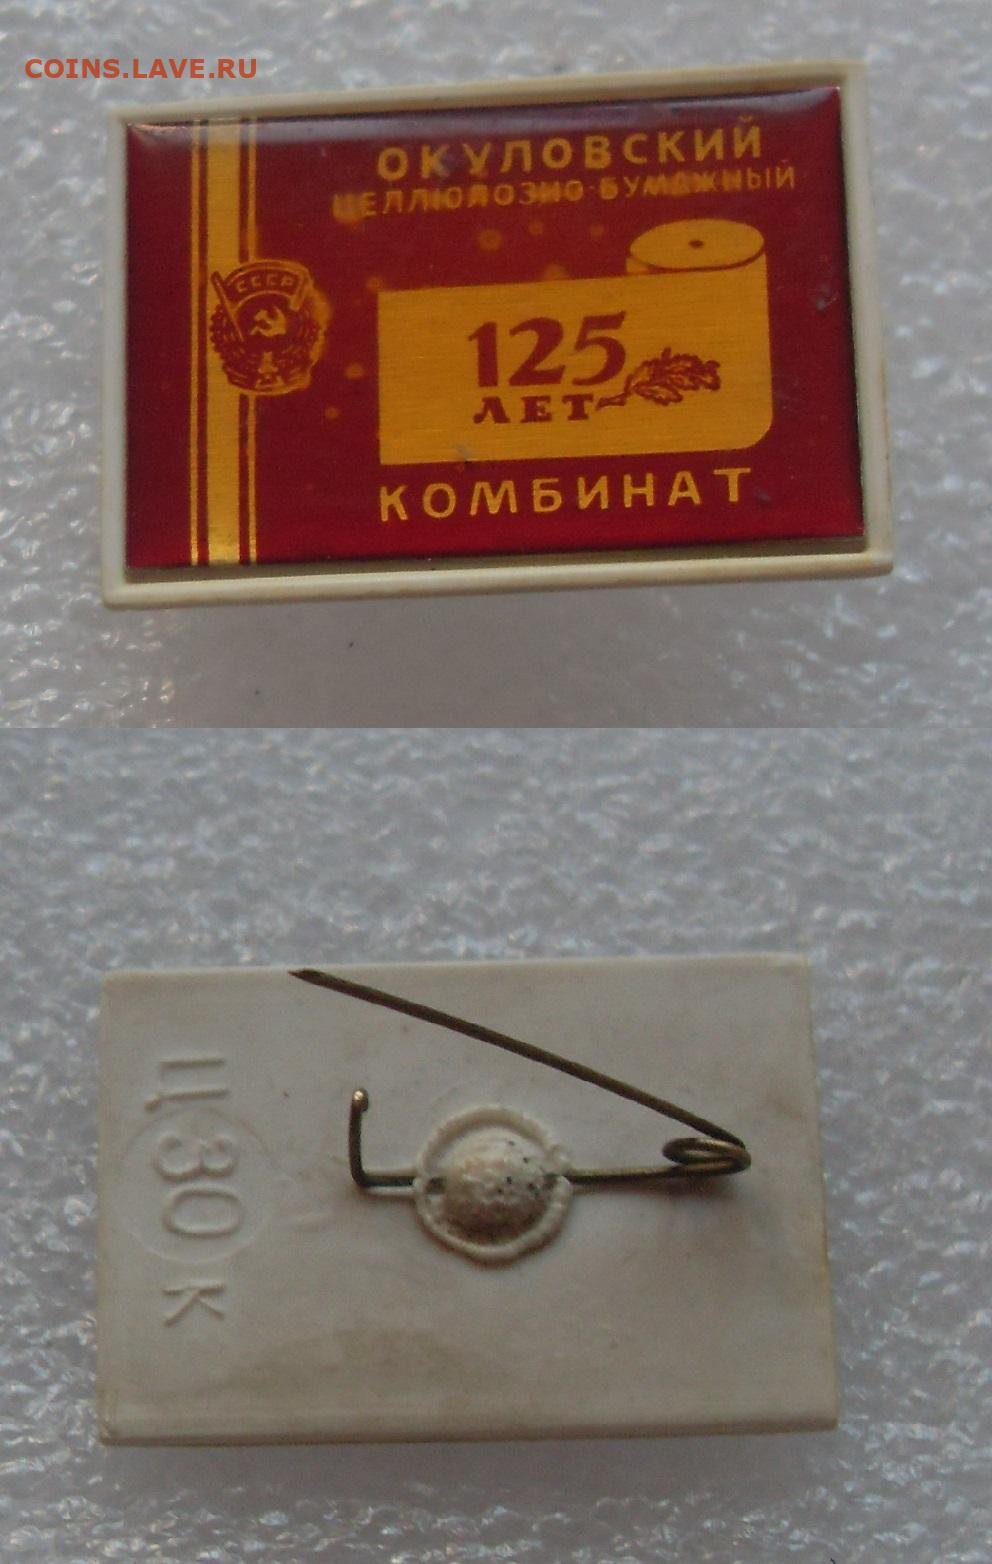 COINS.LAVE.RU
ОКУЛОВСКИЙ
ЦЕЛЛЮЛОЗНО-БУМАЖНЫЙ
СССР
125
ЛЕТ
КОМБИНАТ
Ц 30 К